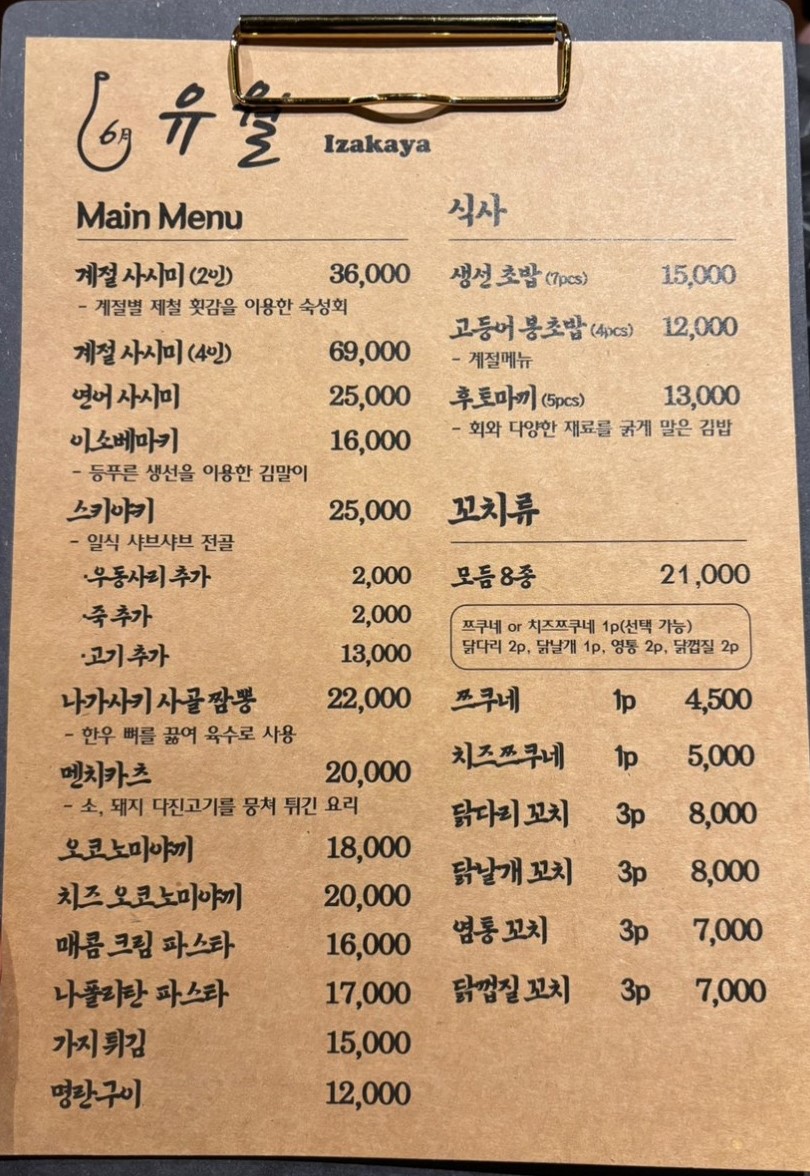 6月 유월 Izakaya
Main Menu
계절 사시미 (2인) 36,000
- 계절별 제철 횟감을 이용한 숙성회
계절 사시미 (4인) 69,000
연어 사시미 25,000
이소베마키 16,000
- 등푸른 생선을 이용한 김말이
스키야키 25,000
- 일식 샤브샤브 전골
·우동사리 추가 2,000
·죽 추가 2,000
·고기 추가 13,000
나가사키 사골 짬뽕 22,000
- 한우 뼈를 끓여 육수로 사용
멘치카츠 20,000
- 소, 돼지 다진고기를 뭉쳐 튀긴 요리
오코노미야끼 18,000
치즈 오코노미야끼 20,000
매콤 크림 파스타 16,000
나폴리탄 파스타 17,000
가지 튀김 15,000
명란구이 12,000
식사
생선 초밥 (7pcs) 15,000
고등어 봉초밥 (4pcs) 12,000
- 계절메뉴
후토마끼 (5pcs) 13,000
- 회와 다양한 재료를 굵게 말은 김밥
꼬치류
모듬 8종 21,000
쯔쿠네 or 치즈쯔쿠네 1p(선택 가능)
닭다리 2p, 닭날개 1p, 영통 2p, 닭껍질 2p
쯔쿠네 1p 4,500
치즈쯔쿠네 1p 5,000
닭다리 꼬치 3p 8,000
닭날개 꼬치 3p 8,000
염통 꼬치 3p 7,000
닭껍질 꼬치 3p 7,000